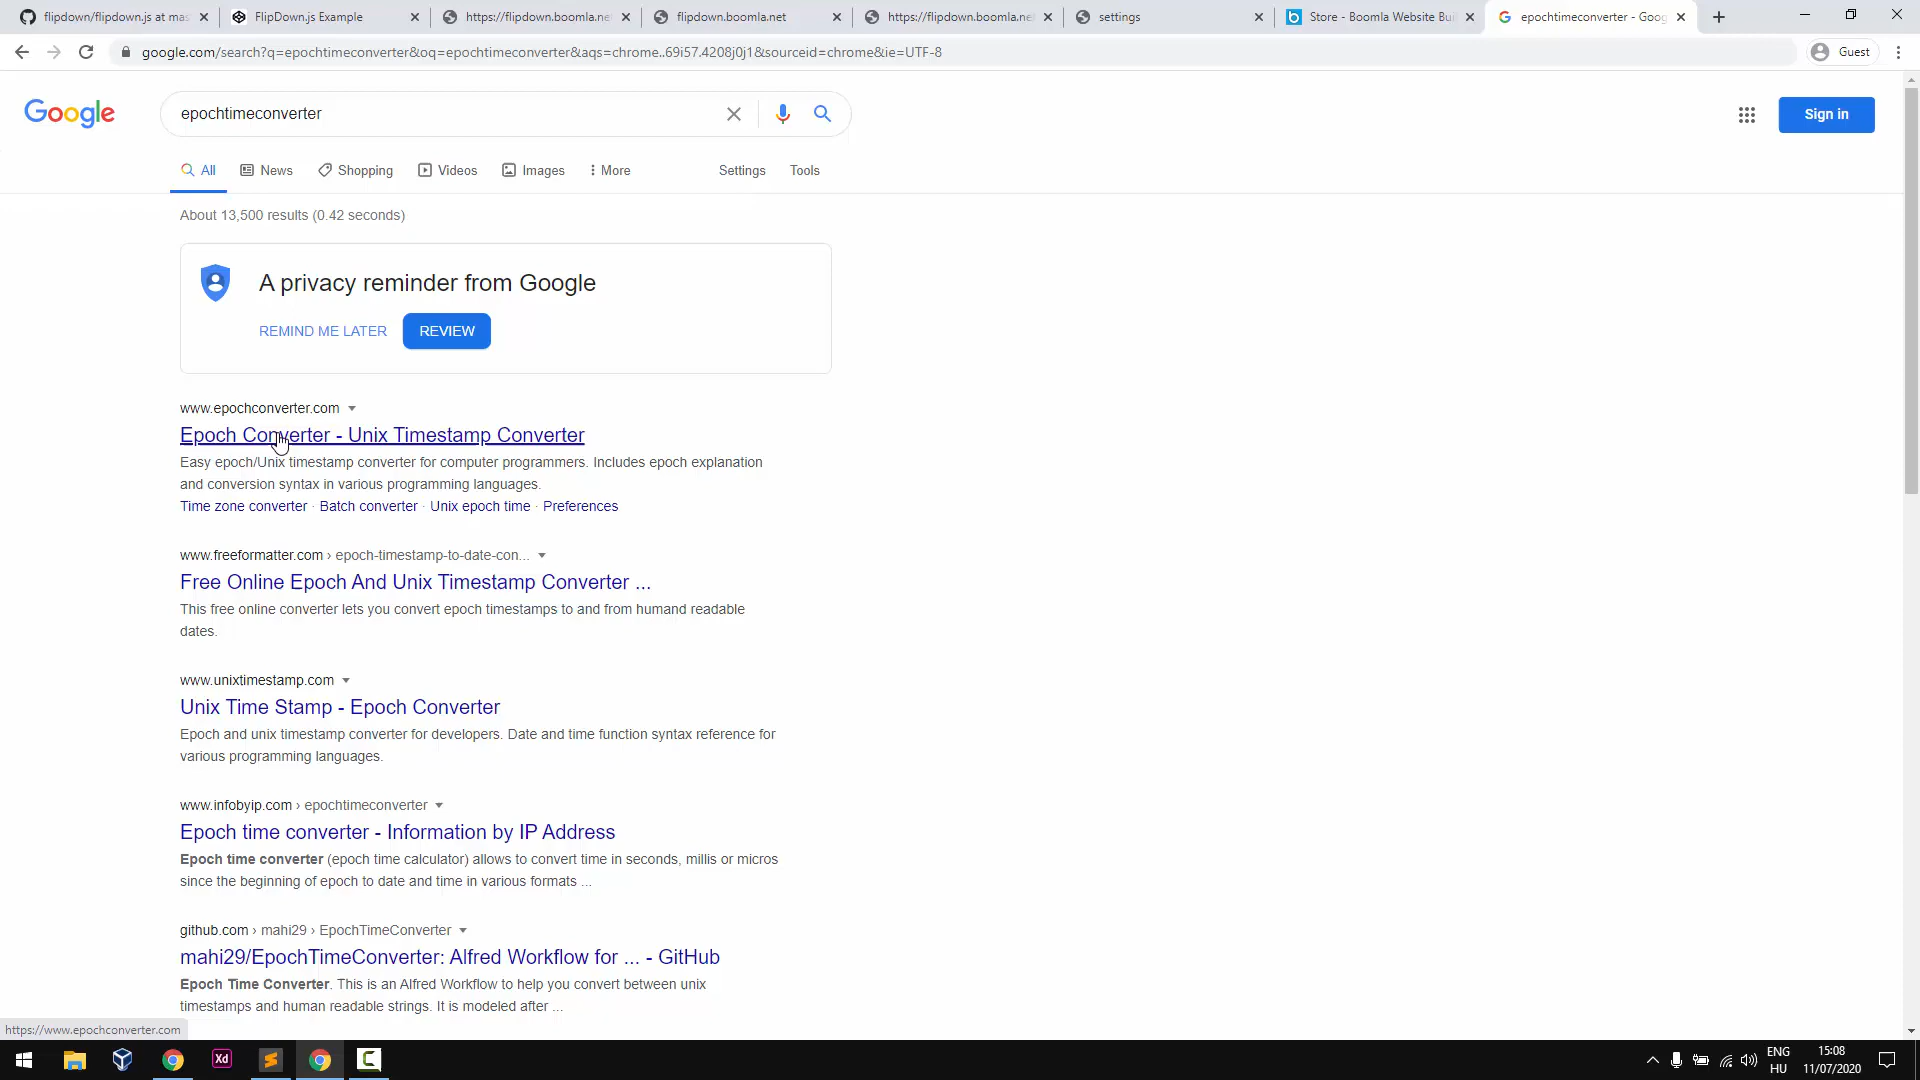 flipdown/flipdown.js at mas
FlipDown.js Example
https://flipdown.boomla.ne
flipdown.boomla.net
https://flipdown.boomla.ne
settings
Store - Boomla Website Bui
epochtimeconverter - Goog
google.com/search?q=epochtimeconverter&oq=epochtimeconverter&aqs=chrome..69i57.4208j0j1&sourceid=chrome&ie=UTF-8
Guest
Google
epochtimeconverter
Sign in
All
News
Shopping
Videos
Images
More
Settings
Tools
About 13,500 results (0.42 seconds)
A privacy reminder from Google
REMIND ME LATER
REVIEW
www.epochconverter.com
Epoch Converter - Unix Timestamp Converter
Easy epoch/Unix timestamp converter for computer programmers. Includes epoch explanation
and conversion syntax in various programming languages.
Time zone converter · Batch converter · Unix epoch time · Preferences
www.freeformatter.com › epoch-timestamp-to-date-con...
Free Online Epoch And Unix Timestamp Converter ...
This free online converter lets you convert epoch timestamps to and from humand readable
dates.
www.unixtimestamp.com
Unix Time Stamp - Epoch Converter
Epoch and unix timestamp converter for developers. Date and time function syntax reference for
various programming languages.
www.infobyip.com › epochtimeconverter
Epoch time converter - Information by IP Address
Epoch time converter (epoch time calculator) allows to convert time in seconds, millis or micros
since the beginning of epoch to date and time in various formats ...
github.com › mahi29 › EpochTimeConverter
mahi29/EpochTimeConverter: Alfred Workflow for ... - GitHub
Epoch Time Converter. This is an Alfred Workflow to help you convert between unix
timestamps and human readable strings. It is modeled after ...
https://www.epochconverter.com
Xd
ENG
HU
15:08
11/07/2020